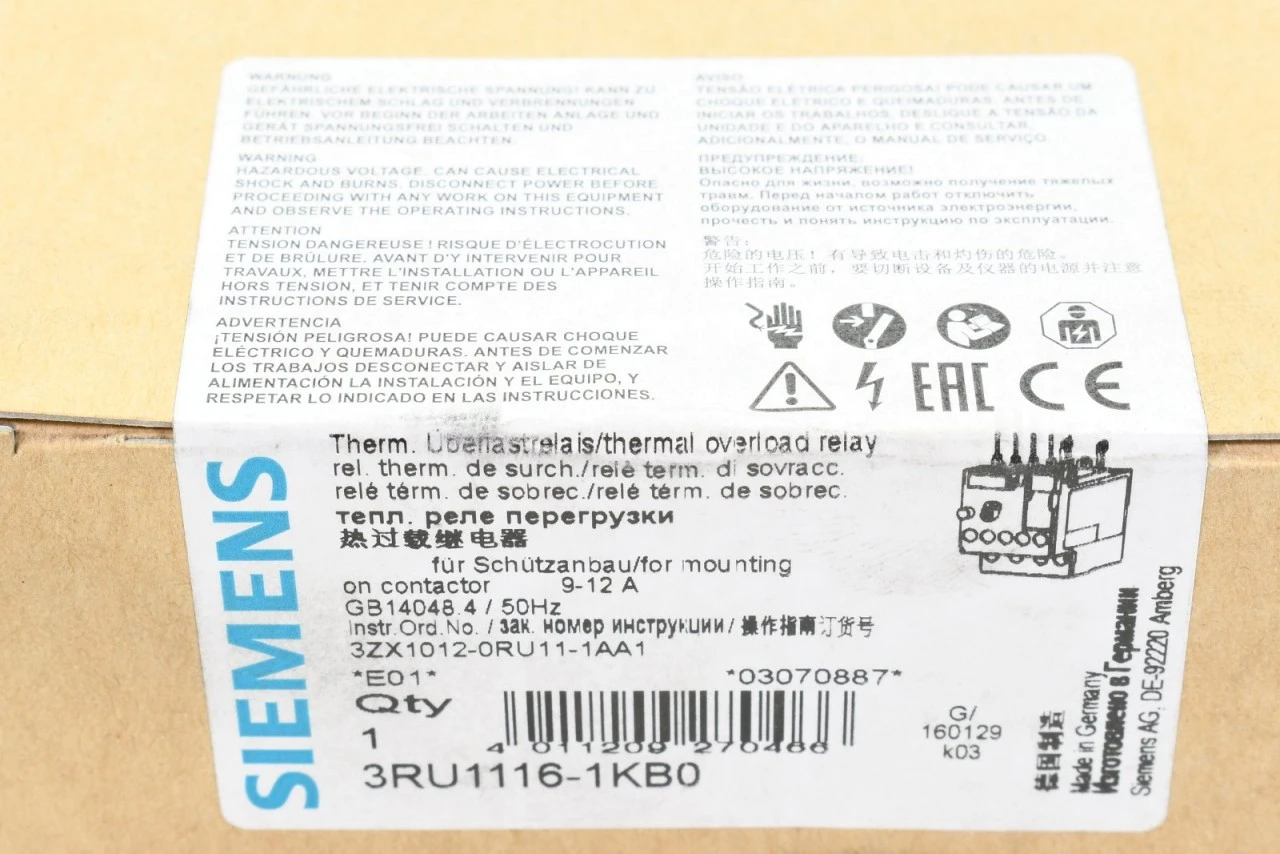 WARNUNG
GEFÄHRLICHE ELEKTRISCHE SPANNUNG! KANN ZU
ELEKTRISCHEM SCHLAG UND VERBRENNUNGEN
FÜHREN. VOR BEGINN DER ARBEITEN ANLAGE UND
GERÄT SPANNUNGSFREI SCHALTEN UND
BETRIEBSANLEITUNG BEACHTEN.
WARNING
HAZARDOUS VOLTAGE. CAN CAUSE ELECTRICAL
SHOCK AND BURNS. DISCONNECT POWER BEFORE
PROCEEDING WITH ANY WORK ON THIS EQUIPMENT
AND OBSERVE THE OPERATING INSTRUCTIONS.
ATTENTION
TENSION DANGEREUSE ! RISQUE D'ÉLECTROCUTION
ET DE BRÛLURE. AVANT D'Y INTERVENIR POUR
TRAVAUX, METTRE L'INSTALLATION OU L'APPAREIL
HORS TENSION, ET TENIR COMPTE DES
INSTRUCTIONS DE SERVICE.
ADVERTENCIA
¡TENSIÓN PELIGROSA! PUEDE CAUSAR CHOQUE
ELÉCTRICO Y QUEMADURAS. ANTES DE COMENZAR
LOS TRABAJOS DESCONECTAR Y AISLAR DE
ALIMENTACIÓN LA INSTALACIÓN Y EL EQUIPO, Y
RESPETAR LO INDICADO EN LAS INSTRUCCIONES.
AVISO
TENSÃO ELÉTRICA PERIGOSA! PODE CAUSAR UM
CHOQUE ELÉTRICO E QUEIMADURAS. ANTES DE
INICIAR OS TRABALHOS, DESLIGUE A TENSÃO DA
UNIDADE E DO APARELHO E CONSULTAR,
ADICIONALMENTE, O MANUAL DE SERVIÇO.
ПРЕДУПРЕЖДЕНИЕ:
ВЫСОКОЕ НАПРЯЖЕНИЕ!
Опасно для жизни, возможно получение тяжелых
травм. Перед началом работ отключить
оборудование от источника электроэнергии,
прочесть и понять инструкцию по эксплуатации.
警告:
危险的电压! 有导致电击和灼伤的危险。
开始工作之前, 要切断设备及仪器的电源并注意
操作指南。
EAC CE
SIEMENS
Therm. Überlastrelais/thermal overload relay
rel. therm. de surch./relè term. di sovracc.
relé térm. de sobrec./relé térm. de sobrec.
тепл. реле перегрузки
热过载继电器
für Schützanbau/for mounting
on contactor 9-12 A
GB14048.4 / 50Hz
Instr.Ord.No. / зак. номер инструкции / 操作指南订货号
3ZX1012-0RU11-1AA1
*E01* *03070887*
Qty
1
4 011209 270466
3RU1116-1KB0
G/
160129
k03
德国制造
Made in Germany
Изготовлено в Германии
Siemens AG, DE-92220 Amberg